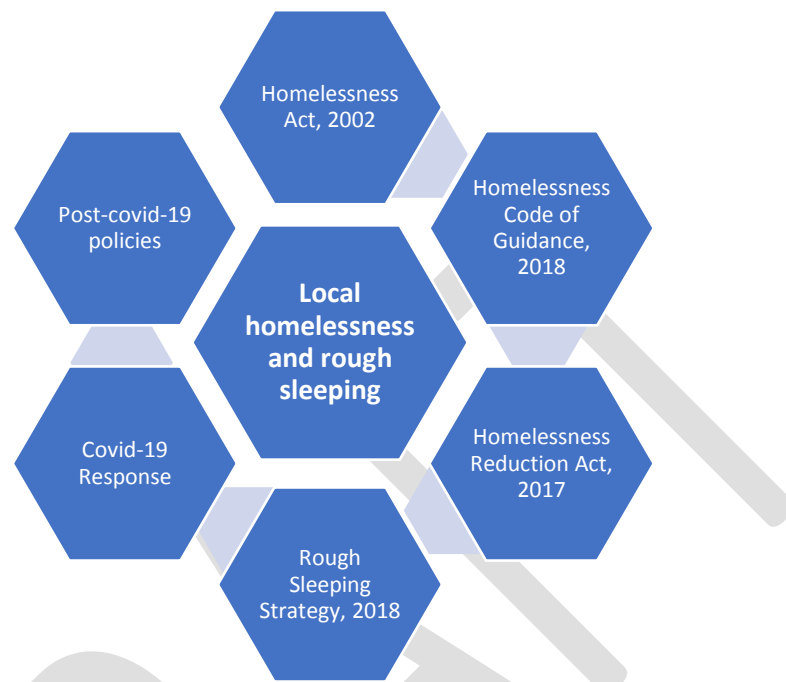 Homelessness
Act, 2002
Homelessness
Code of
Guidance,
2018
Homelessness
Reduction Act,
2017
Rough
Sleeping
Strategy, 2018
Covid-19
Response
Post-covid-19
policies
Local
homelessness
and rough
sleeping